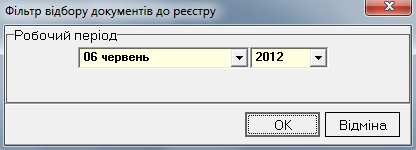 Фільтр відбору документів до реєстру
Робочий період
06 червень 2012
OK Відміна